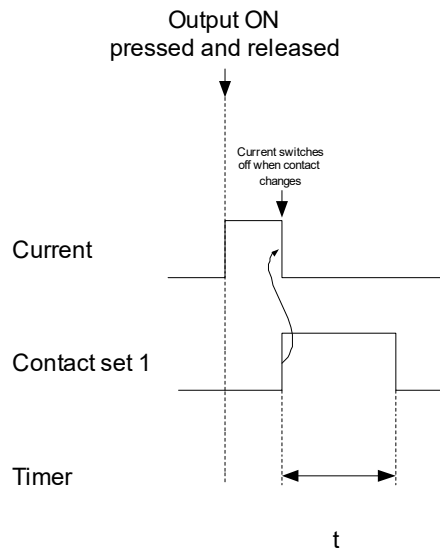 Output ON
pressed and released
Current switches
off when contact
changes
Current
Contact set 1
Timer
t